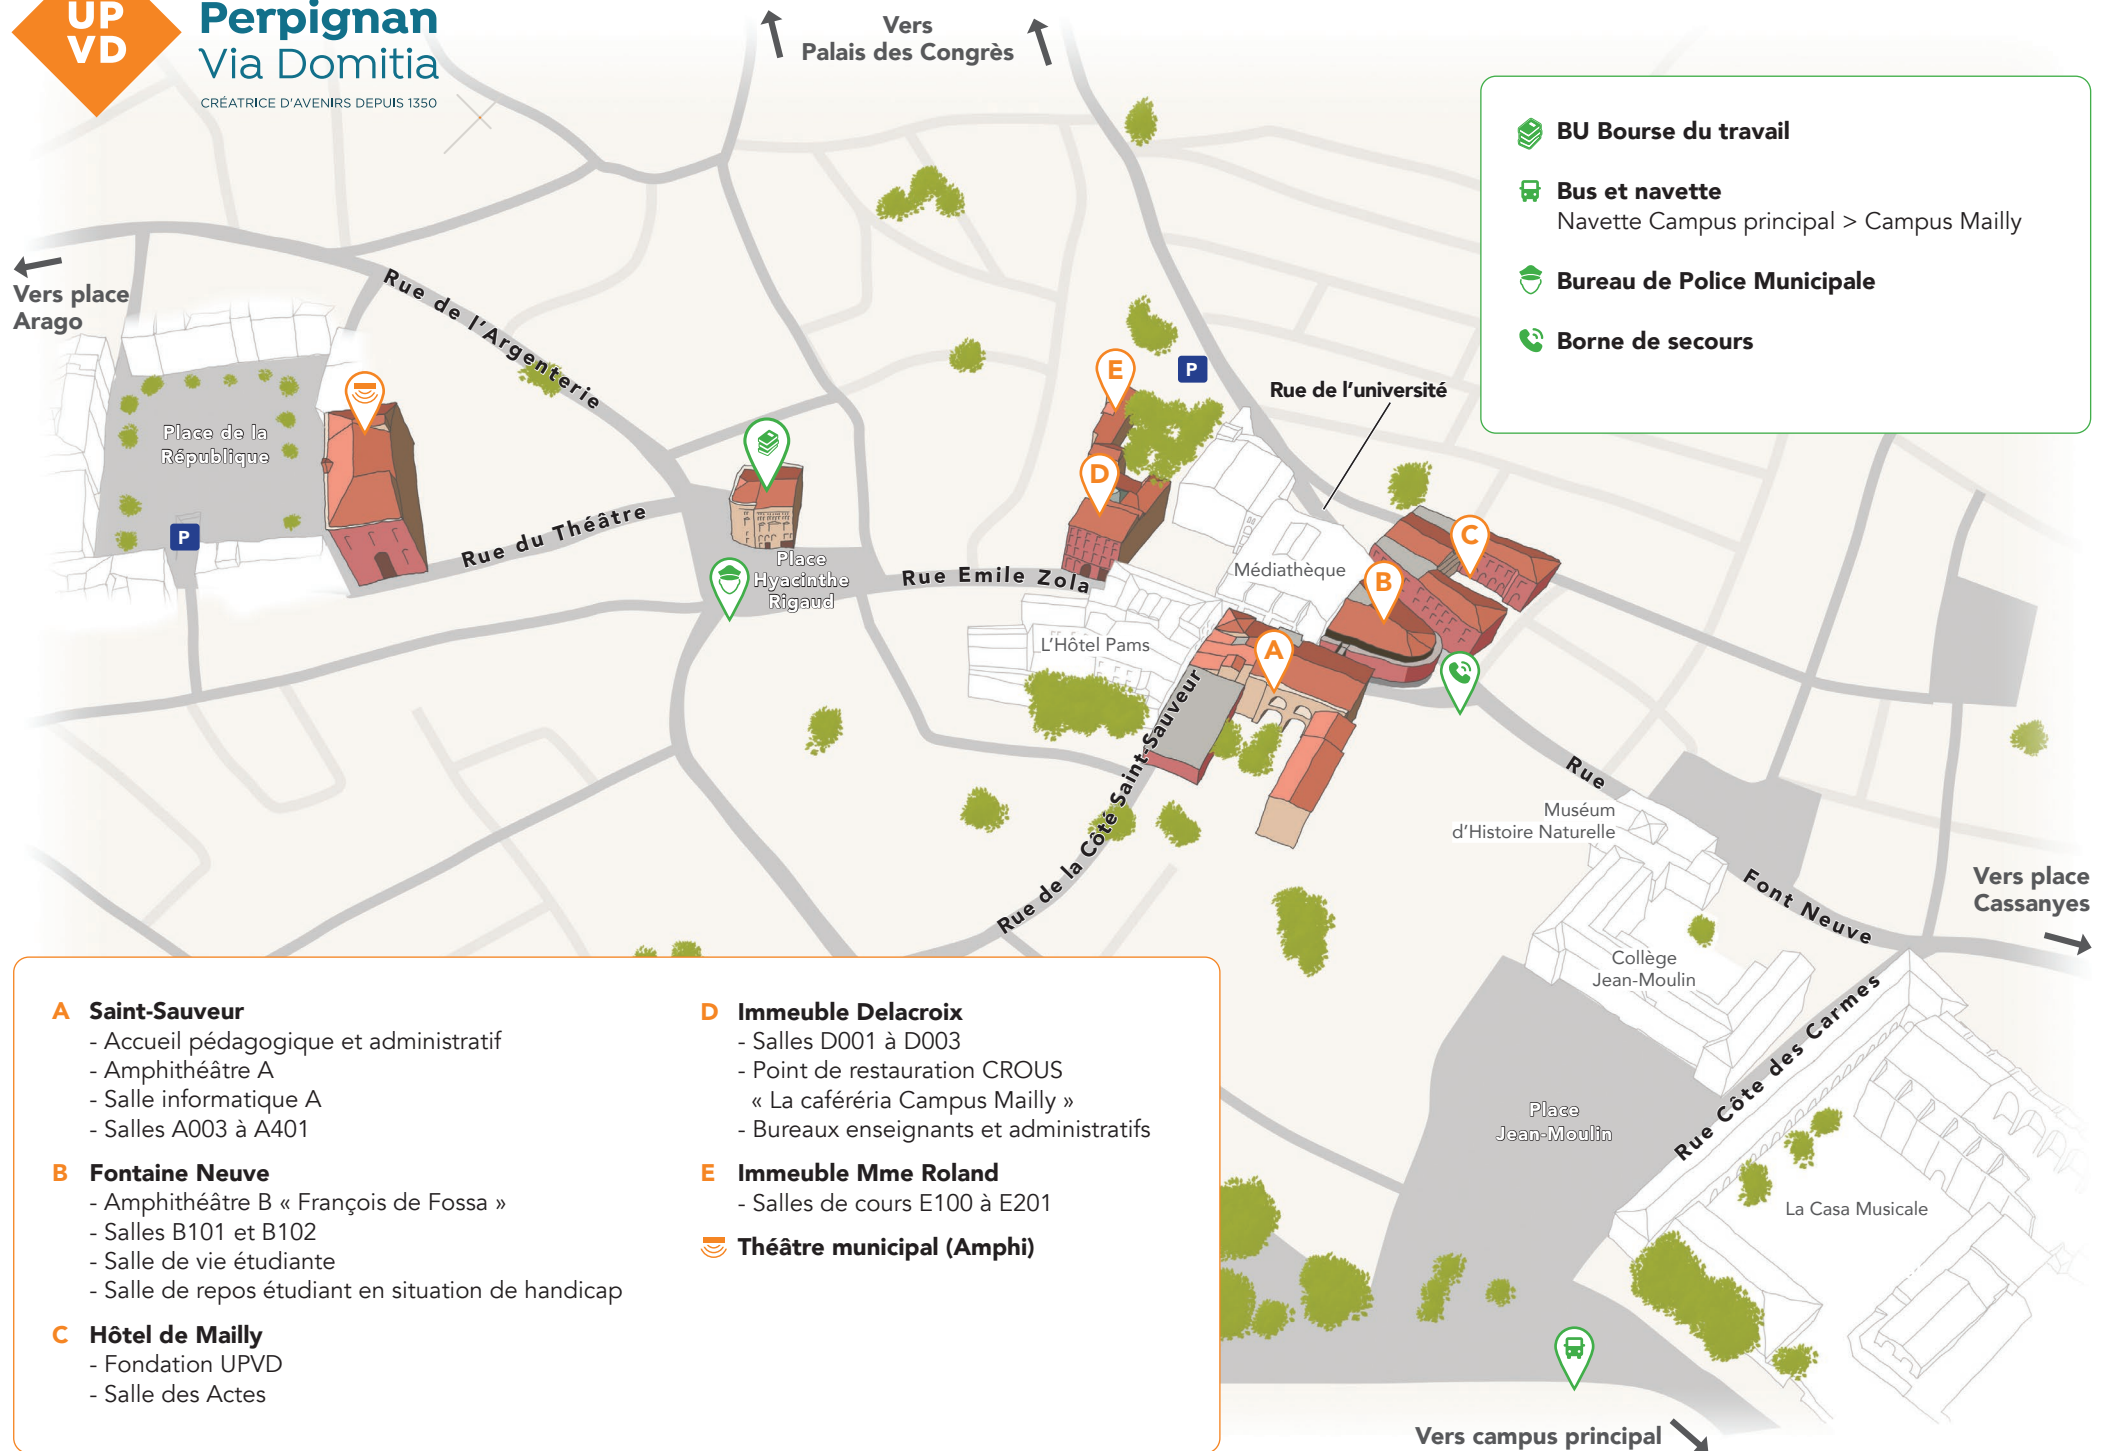 UP
VD
Perpignan
Via Domitia
CRÉATRICE D'AVENIRS DEPUIS 1350
Vers
Palais des Congrès
BU Bourse du travail
Bus et navette
Navette Campus principal > Campus Mailly
Bureau de Police Municipale
Borne de secours
Vers place
Arago
Rue de l'Argenterie
Place de la
République
P
Rue du Théâtre
Place
Hyacinthe
Rigaud
Rue Emile Zola
E
P
D
Rue de l'université
Médiathèque
C
B
A
L'Hôtel Pams
Rue de la Côté Saint-Sauveur
Rue
Font Neuve
Muséum
d'Histoire Naturelle
Vers place
Cassanyes
Collège
Jean-Moulin
Rue Côte des Carmes
Place
Jean-Moulin
La Casa Musicale
Vers campus principal
A Saint-Sauveur
- Accueil pédagogique et administratif
- Amphithéâtre A
- Salle informatique A
- Salles A003 à A401
B Fontaine Neuve
- Amphithéâtre B « François de Fossa »
- Salles B101 et B102
- Salle de vie étudiante
- Salle de repos étudiant en situation de handicap
C Hôtel de Mailly
- Fondation UPVD
- Salle des Actes
D Immeuble Delacroix
- Salles D001 à D003
- Point de restauration CROUS
« La caféréria Campus Mailly »
- Bureaux enseignants et administratifs
E Immeuble Mme Roland
- Salles de cours E100 à E201
Théâtre municipal (Amphi)